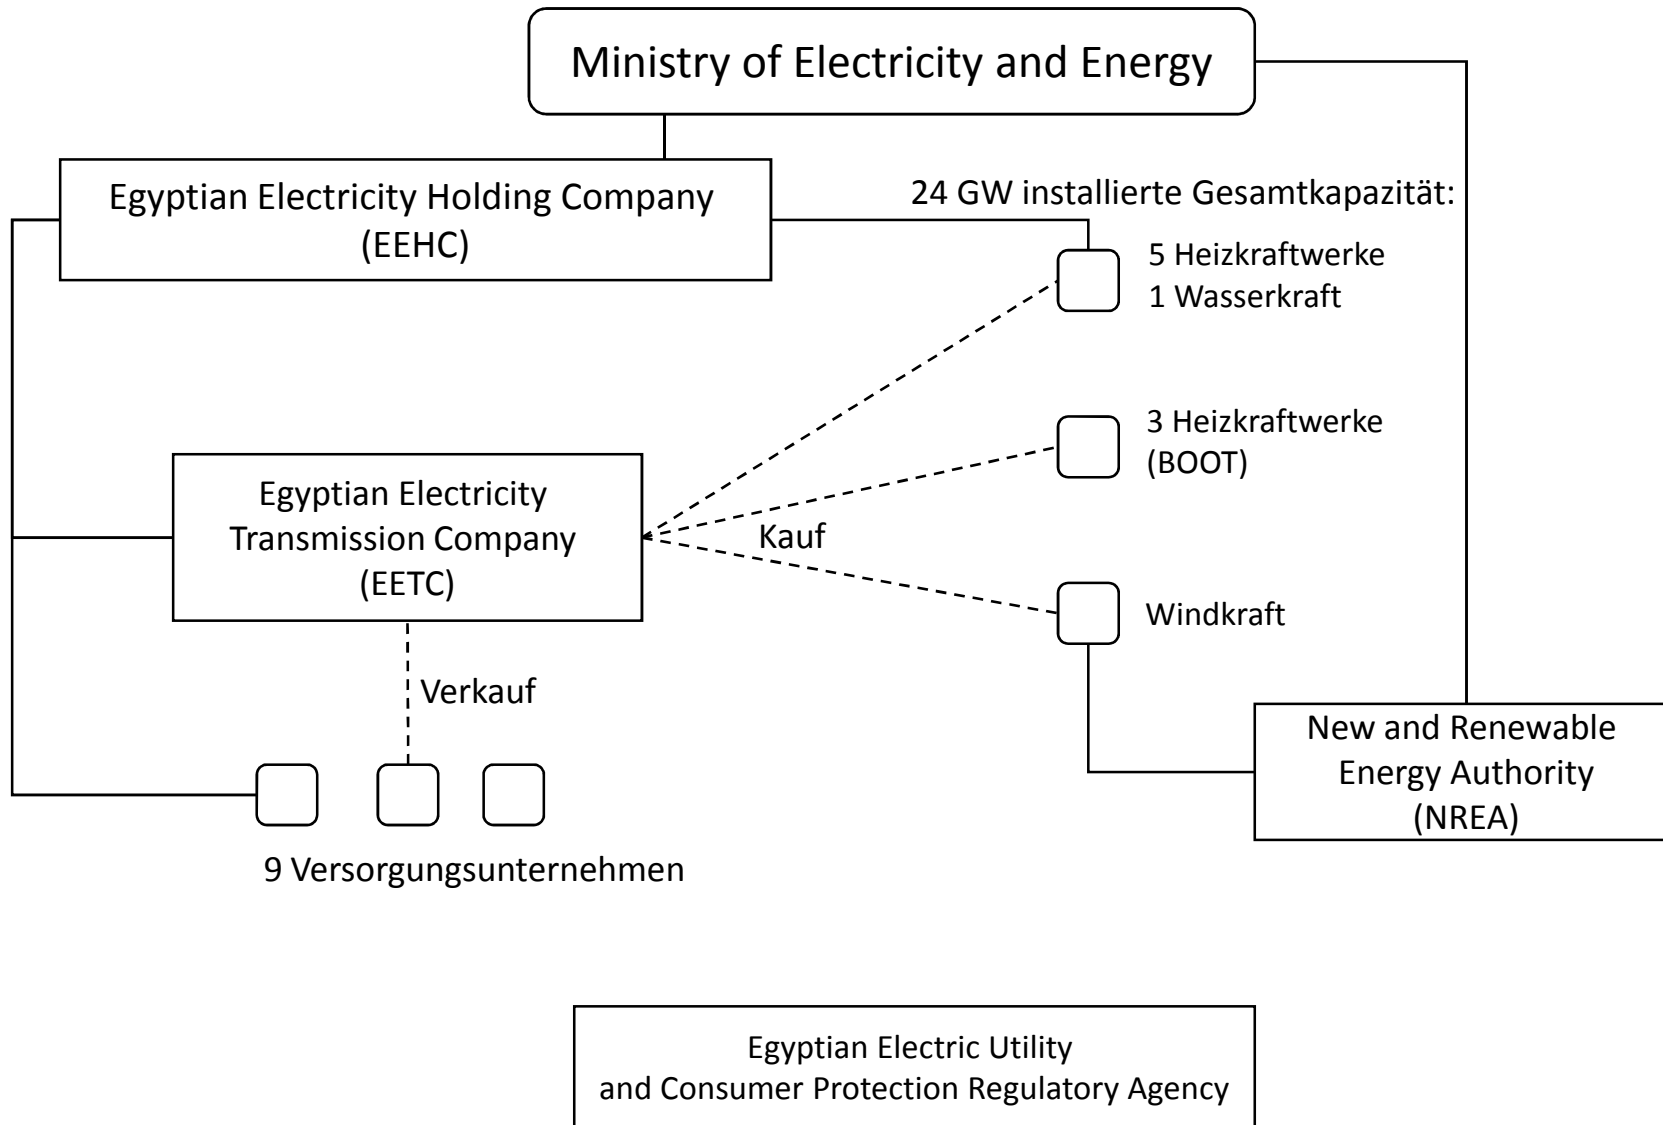 Ministry of Electricity and Energy
Egyptian Electricity Holding Company
(EEHC)
24 GW installierte Gesamtkapazität:
5 Heizkraftwerke
1 Wasserkraft
3 Heizkraftwerke
(BOOT)
Egyptian Electricity
Transmission Company
(EETC)
Kauf
Windkraft
Verkauf
New and Renewable
Energy Authority
(NREA)
9 Versorgungsunternehmen
Egyptian Electric Utility
and Consumer Protection Regulatory Agency